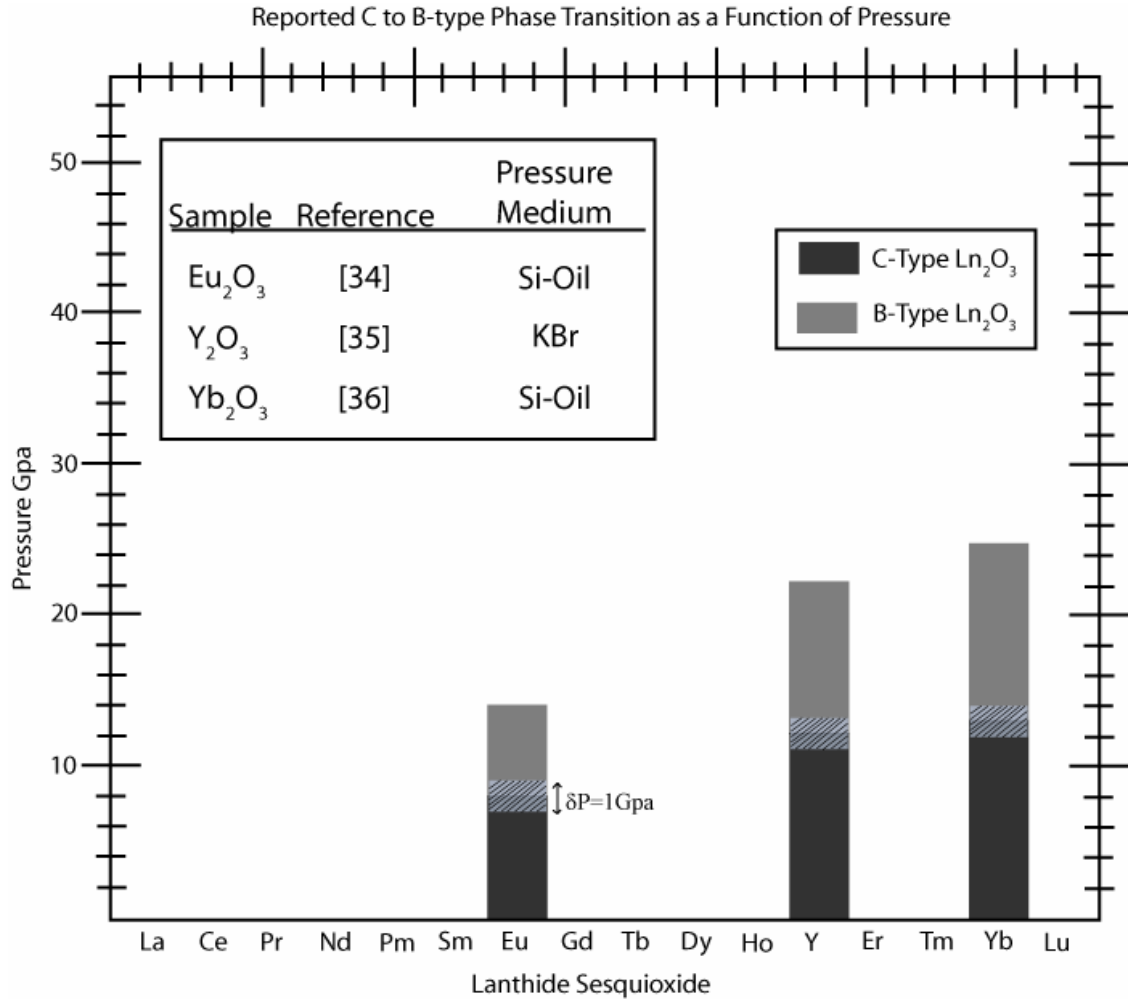 Reported C to B-type Phase Transition as a Function of Pressure
Pressure
Medium
Sample Reference
Eu₂O₃ [34] Si-Oil
Y₂O₃ [35] KBr
Yb₂O₃ [36] Si-Oil
C-Type Ln₂O₃
B-Type Ln₂O₃
50
40
30
20
10
Pressure Gpa
δP=1Gpa
La Ce Pr Nd Pm Sm Eu Gd Tb Dy Ho Y Er Tm Yb Lu
Lanthide Sesquioxide